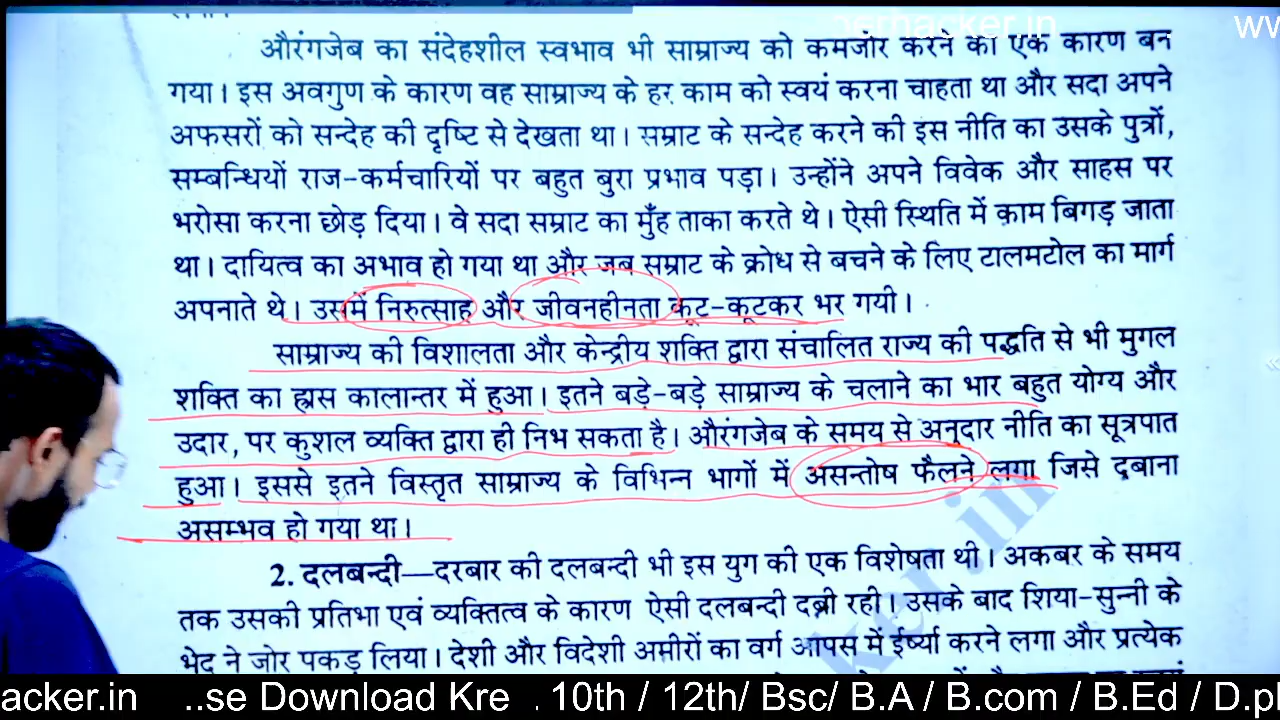 erhacker.in
औरंगजेब का संदेहशील स्वभाव भी साम्राज्य को कमजोर करने का एक कारण बन
गया। इस अवगुण के कारण वह साम्राज्य के हर काम को स्वयं करना चाहता था और सदा अपने
अफसरों को सन्देह की दृष्टि से देखता था। सम्राट के सन्देह करने की इस नीति का उसके पुत्रों,
सम्बन्धियों राज-कर्मचारियों पर बहुत बुरा प्रभाव पड़ा। उन्होंने अपने विवेक और साहस पर
भरोसा करना छोड़ दिया। वे सदा सम्राट का मुँह ताका करते थे। ऐसी स्थिति में काम बिगड़ जाता
था। दायित्व का अभाव हो गया था और जब सम्राट के क्रोध से बचने के लिए टालमटोल का मार्ग
अपनाते थे। उसमें निरुत्साह और जीवनहीनता कूट-कूटकर भर गयी।
साम्राज्य की विशालता और केन्द्रीय शक्ति द्वारा संचालित राज्य की पद्धति से भी मुगल
शक्ति का ह्रास कालान्तर में हुआ। इतने बड़े-बड़े साम्राज्य के चलाने का भार बहुत योग्य और
उदार, पर कुशल व्यक्ति द्वारा ही निभ सकता है। औरंगजेब के समय से अनुदार नीति का सूत्रपात
हुआ। इससे इतने विस्तृत साम्राज्य के विभिन्न भागों में असन्तोष फैलने लगा जिसे दबाना
असम्भव हो गया था।
2. दलबन्दी—दरबार की दलबन्दी भी इस युग की एक विशेषता थी। अकबर के समय
तक उसकी प्रतिभा एवं व्यक्तित्व के कारण ऐसी दलबन्दी दबी रही। उसके बाद शिया-सुन्नी के
भेद ने जोर पकड़ लिया। देशी और विदेशी अमीरों का वर्ग आपस में ईर्ष्या करने लगा और प्रत्येक
acker.in ..se Download Kre . 10th / 12th/ Bsc/ B.A / B.com / B.Ed / D.p